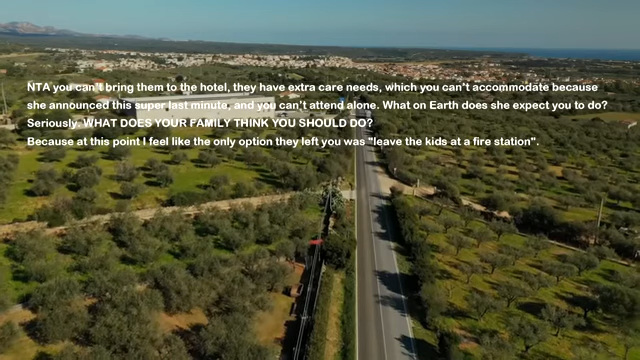 NTA you can't bring them to the hotel, they have extra care needs, which you can't accommodate because
she announced this super last minute, and you can't attend alone. What on Earth does she expect you to do?
Seriously. WHAT DOES YOUR FAMILY THINK YOU SHOULD DO?
Because at this point I feel like the only option they left you was "leave the kids at a fire station".